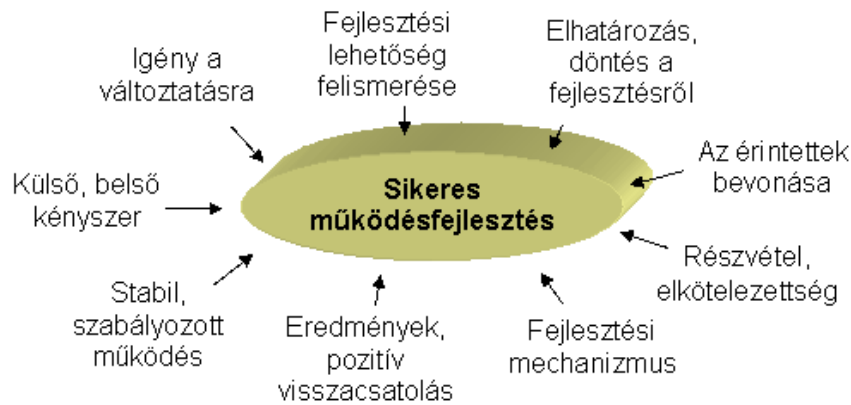 Igény a
változtatásra
Fejlesztési
lehetőség
felismerése
Elhatározás,
döntés a
fejlesztésről
Az érintettek
bevonása
Részvétel,
elkötelezettség
Fejlesztési
mechanizmus
Eredmények,
pozitív
visszacsatolás
Stabil,
szabályozott
működés
Külső, belső
kényszer
Sikeres
működésfejlesztés